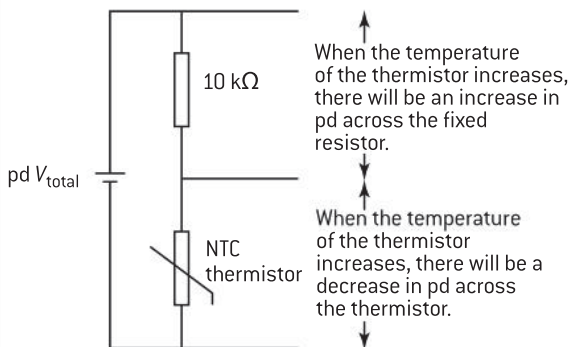 When the temperature
of the thermistor increases,
there will be an increase in
pd across the fixed
resistor.
10 kΩ
pd Vtotal
When the temperature
of the thermistor
increases, there will be a
decrease in pd across
the thermistor.
NTC
thermistor